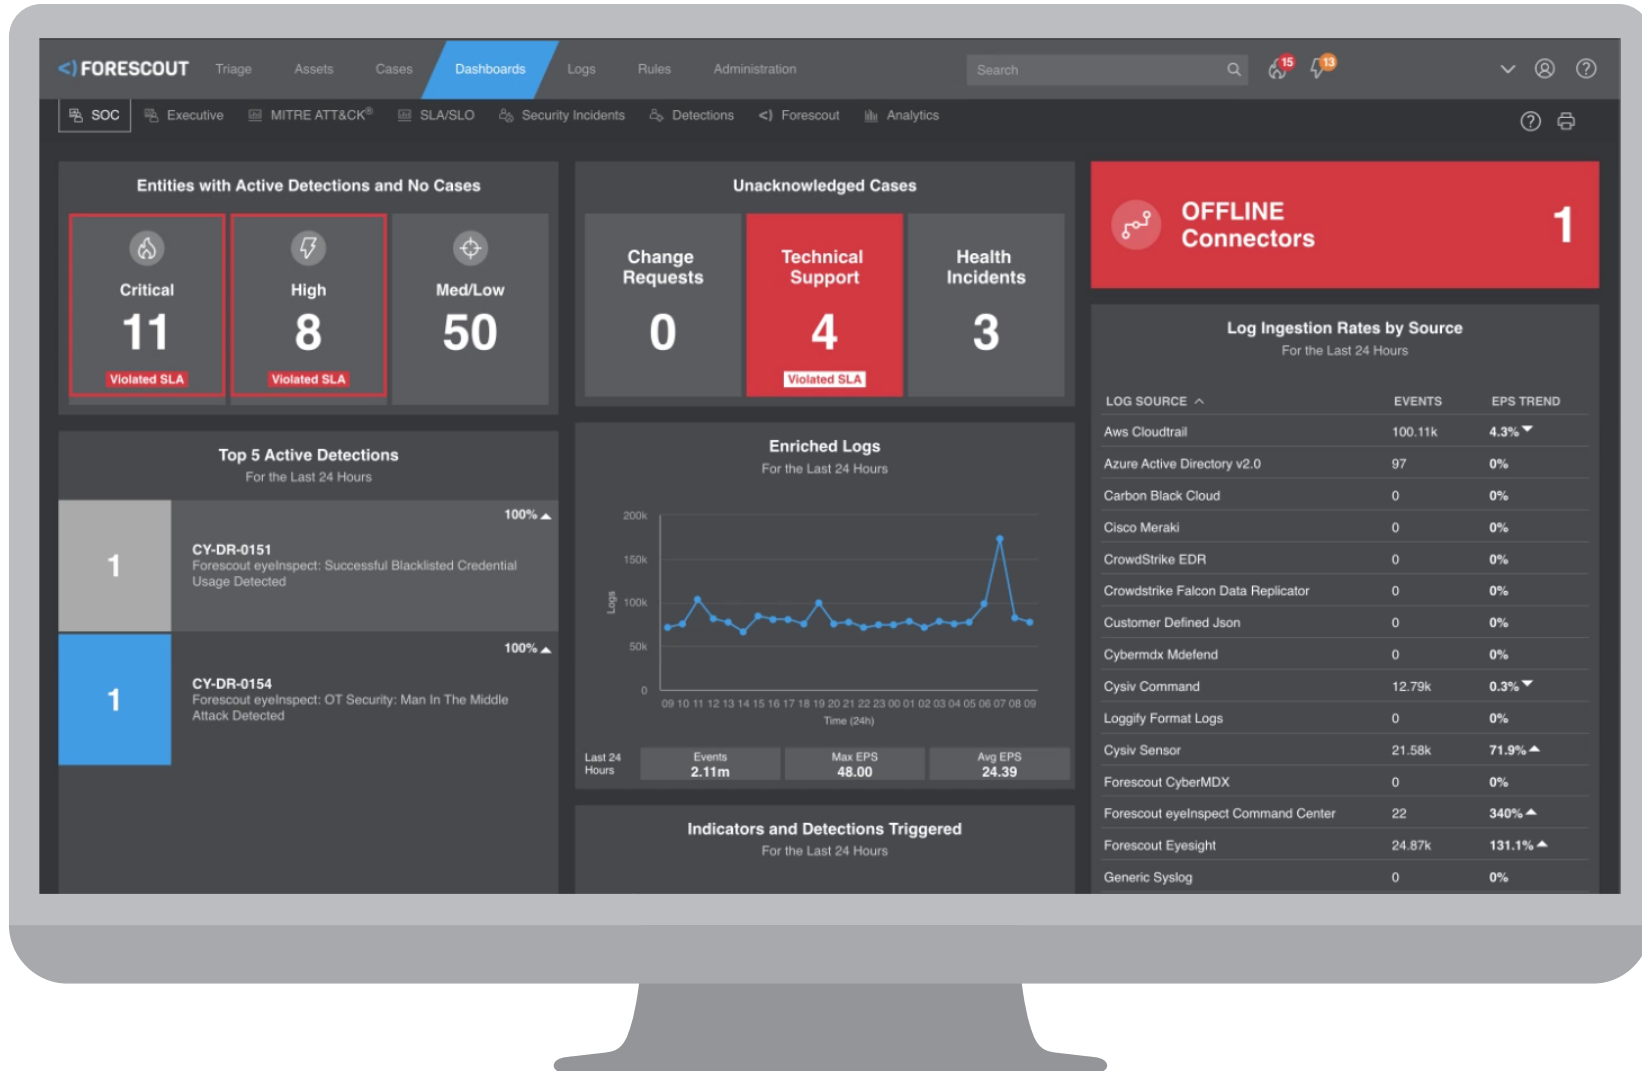 FORESCOUT
Triage
Assets
Cases
Dashboards
Logs
Rules
Administration
Search
15
13
SOC
Executive
MITRE ATT&CK®
SLA/SLO
Security Incidents
Detections
Forescout
Analytics
Entities with Active Detections and No Cases
Critical
11
Violated SLA
High
8
Violated SLA
Med/Low
50
Unacknowledged Cases
Change
Requests
0
Technical
Support
4
Violated SLA
Health
Incidents
3
OFFLINE
Connectors
1
Top 5 Active Detections
For the Last 24 Hours
1
100%
CY-DR-0151
Forescout eyeInspect: Successful Blacklisted Credential
Usage Detected
1
100%
CY-DR-0154
Forescout eyeInspect: OT Security: Man In The Middle
Attack Detected
Enriched Logs
For the Last 24 Hours
200k
150k
100k
50k
0
Logs
09 10 11 12 13 14 15 16 17 18 19 20 21 22 23 00 01 02 03 04 05 06 07 08 09
Time (24h)
Last 24
Hours
Events
2.11m
Max EPS
48.00
Avg EPS
24.39
Indicators and Detections Triggered
For the Last 24 Hours
Log Ingestion Rates by Source
For the Last 24 Hours
LOG SOURCE EVENTS EPS TREND
Aws Cloudtrail 100.11k 4.3%
Azure Active Directory v2.0 97 0%
Carbon Black Cloud 0 0%
Cisco Meraki 0 0%
CrowdStrike EDR 0 0%
Crowdstrike Falcon Data Replicator 0 0%
Customer Defined Json 0 0%
Cybermdx Mdefend 0 0%
Cysiv Command 12.79k 0.3%
Loggify Format Logs 0 0%
Cysiv Sensor 21.58k 71.9%
Forescout CyberMDX 0 0%
Forescout eyeInspect Command Center 22 340%
Forescout Eyesight 24.87k 131.1%
Generic Syslog 0 0%